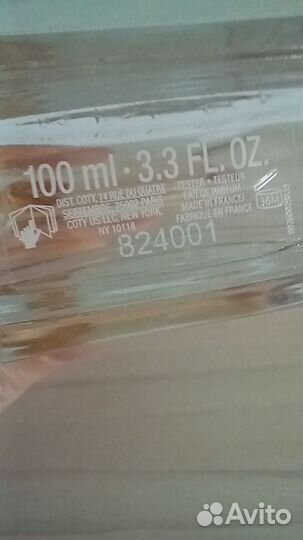 100 ml · 3.3 FL. OZ.
DIST. COTY, 14 RUE DU QUATRE
SEPTEMBRE, 75002-PARIS
COTY US LLC, NEW YORK,
NY 10118
TESTER • TESTEUR
EAU DE PARFUM
MADE IN FRANCE/
FABRIQUÉ EN FRANCE
36M
824001
Avito